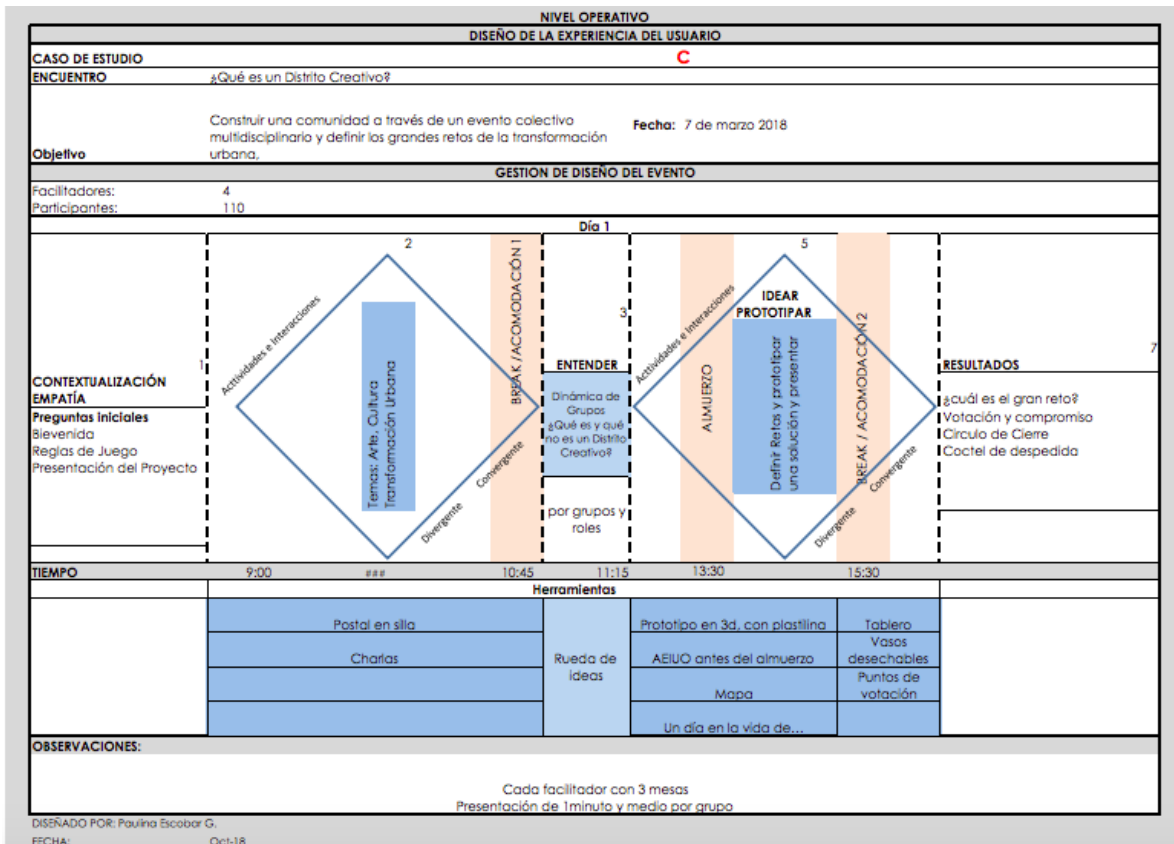 NIVEL OPERATIVO
DISEÑO DE LA EXPERIENCIA DEL USUARIO
CASO DE ESTUDIO C
ENCUENTRO ¿Qué es un Distrito Creativo?
Construir una comunidad a través de un evento colectivo
multidisciplinario y definir los grandes retos de la transformación
urbana,
Objetivo
Fecha: 7 de marzo 2018
GESTION DE DISEÑO DEL EVENTO
Facilitadores: 4
Participantes: 110
Día 1
1
CONTEXTUALIZACIÓN
EMPATÍA
Preguntas iniciales
Bievenida
Reglas de Juego
Presentación del Proyecto
2
Acttividades e Interacciones
Temas: Arte, Cultura
Transformación Urbana
Divergente
Convergente
BREAK /ACOMODACIÓN 1
3
ENTENDER
Dinámica de
Grupos
¿Qué es y qué
no es un Distrito
Creativo?
por grupos y
roles
5
Acttividades e Interacciones
ALMUERZO
IDEAR
PROTOTIPAR
Definir Retos y prototipar
una solución y presentar
BREAK / ACOMODACIÓN 2
Divergente
Convergente
7
RESULTADOS
¿cuál es el gran reto?
Votación y compromiso
Circulo de Cierre
Coctel de despedida
TIEMPO 9:00 ### 10:45 11:15 13:30 15:30
Herramientas
Postal en silla
Charlas
Rueda de
ideas
Prototipo en 3d, con plastilina
AEIUO antes del almuerzo
Mapa
Un día en la vida de...
Tablero
Vasos
desechables
Puntos de
votación
OBSERVACIONES:
Cada facilitador con 3 mesas
Presentación de 1minuto y medio por grupo
DISEÑADO POR: Paulina Escobar G.
FECHA: Oct-18